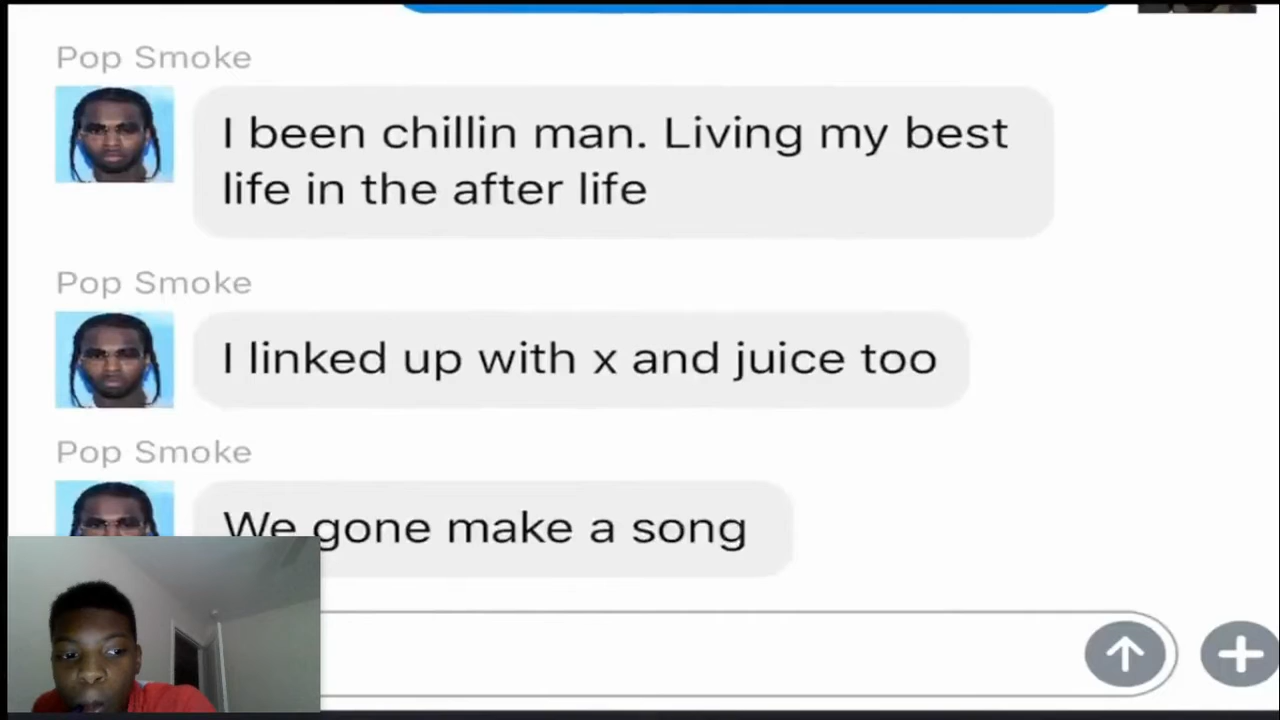 Pop Smoke
I been chillin man. Living my best
life in the after life
Pop Smoke
I linked up with x and juice too
Pop Smoke
We gone make a song